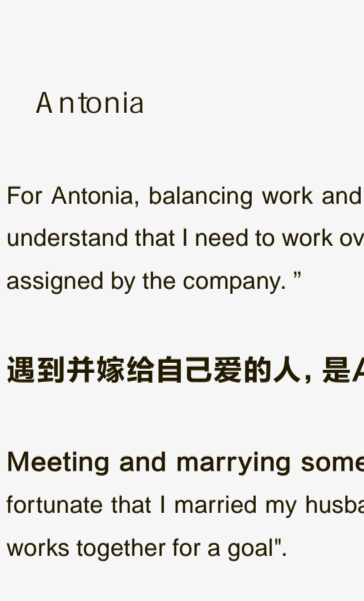 Antonia
For Antonia, balancing work and
understand that I need to work ov
assigned by the company. ”
遇到并嫁给自己爱的人，是A
Meeting and marrying some
fortunate that I married my husba
works together for a goal".